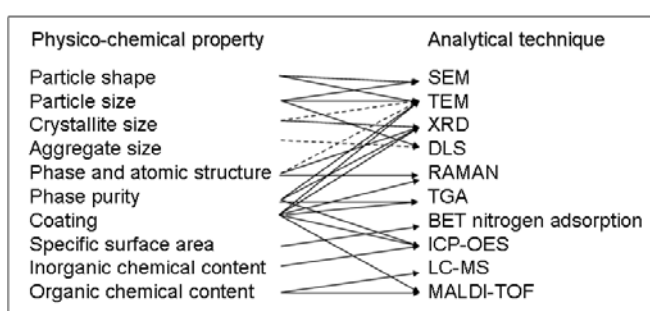 Physico-chemical property
Analytical technique
Particle shape
SEM
Particle size
TEM
Crystallite size
XRD
Aggregate size
DLS
Phase and atomic structure
RAMAN
Phase purity
TGA
Coating
BET nitrogen adsorption
Specific surface area
ICP-OES
Inorganic chemical content
LC-MS
Organic chemical content
MALDI-TOF